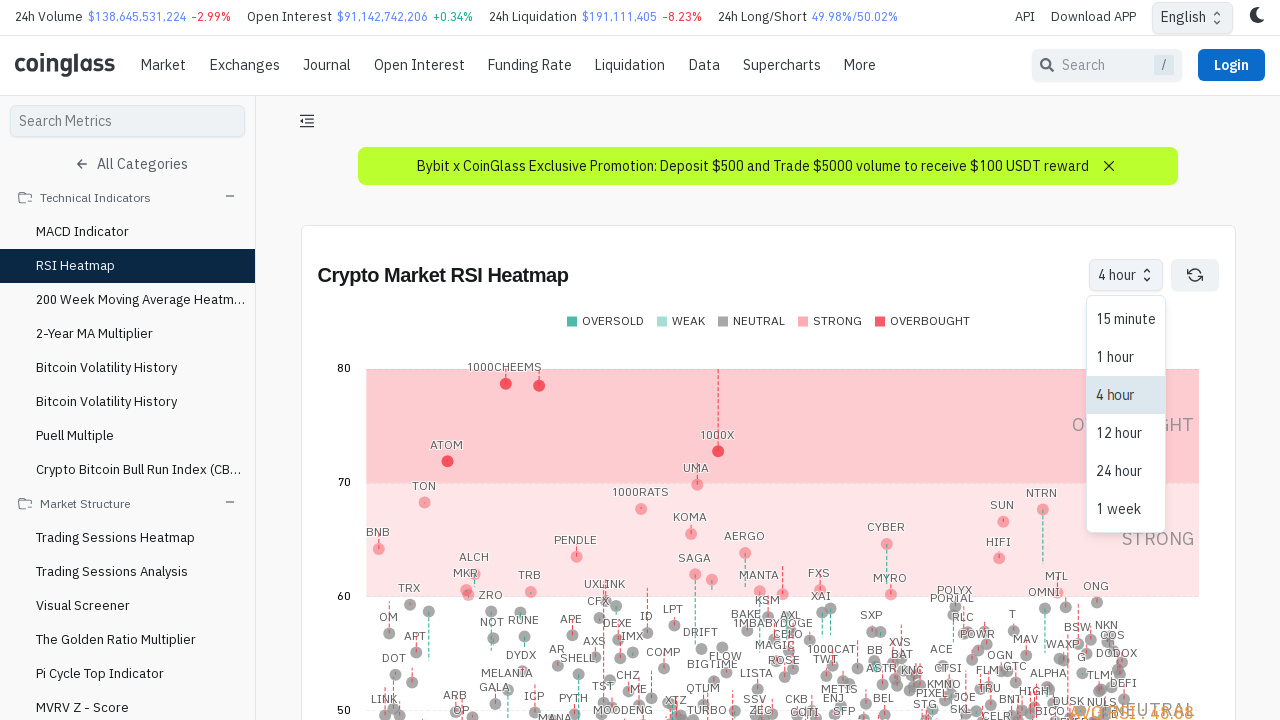 24h Volume $138,645,531,224 -2.99% Open Interest $91,142,742,206 +0.34% 24h Liquidation $191,111,405 -8.23% 24h Long/Short 49.98%/50.02% API Download APP English
coinglass Market Exchanges Journal Open Interest Funding Rate Liquidation Data Supercharts More Search / Login
Search Metrics
All Categories
Technical Indicators
MACD Indicator
RSI Heatmap
200 Week Moving Average Heatm...
2-Year MA Multiplier
Bitcoin Volatility History
Bitcoin Volatility History
Puell Multiple
Crypto Bitcoin Bull Run Index (CB...
Market Structure
Trading Sessions Heatmap
Trading Sessions Analysis
Visual Screener
The Golden Ratio Multiplier
Pi Cycle Top Indicator
MVRV Z - Score
Bybit x CoinGlass Exclusive Promotion: Deposit $500 and Trade $5000 volume to receive $100 USDT reward
Crypto Market RSI Heatmap
4 hour
15 minute
1 hour
4 hour
12 hour
24 hour
1 week
OVERSOLD WEAK NEUTRAL STRONG OVERBOUGHT
80
1000CHEEMS
1000X
ATOM
UMA
70
TON
1000RATS
NTRN
SUN
KOMA
CYBER
BNB
PENDLE
AERGO
HIFI
STRONG
ALCH
SAGA
MKR
TRB
MANTA
FXS
MYRO
MTL
60
TRX
UXLINK
OMNI
ONG
ZRO
CFX
KSM
XAI
POLYX
PORTAL
OM
NOT
RUNE
APE
DEXE
ID
LPT
BAKE
AXL
1MBABYDOGE
SXP
RLC
T
BSW
NKN
APT
AXS
IMX
DRIFT
CELO
XVS
POWR
MAV
COS
DOT
DYDX
AR
SHELL
COMP
FLOW
MAGIC
ROSE
1000CAT
TWT
BB
BAT
ACE
OGN
WAXP
G
DODOX
MELANIA
CHZ
BIGTIME
LISTA
ASTR
KNC
CTSI
FLM
GTC
ALPHA
TLM
LINK
ARB
GALA
ICP
PYTH
TST
ME
XTZ
QTUM
SSV
CKB
METIS
ENJ
BEL
KMNO
PIXEL
JOE
TRU
BNT
HIGH
DUSK
NULS
DEFI
50
OP
MANA
MOODENG
TURBO
ZEC
COTI
SFP
STG
SKL
CELR
BICO
NEUTRAL